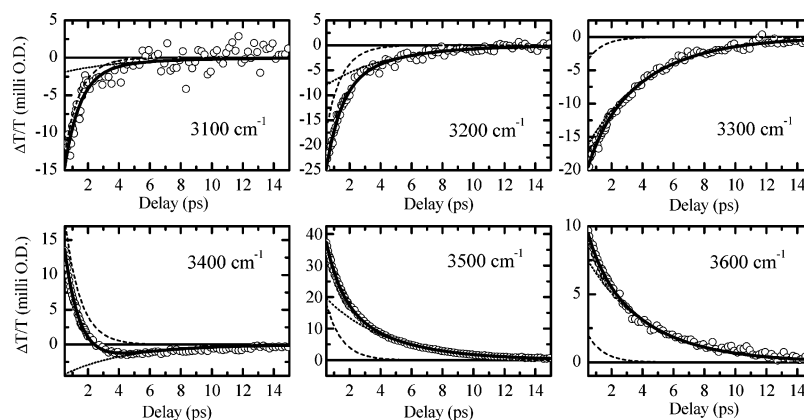 5
0
-5
-10
-15
ΔT/T (milli O.D.)
3100 cm⁻¹
2 4 6 8 10 12 14
Delay (ps)
5
0
-5
-10
-15
-20
-25
3200 cm⁻¹
2 4 6 8 10 12 14
Delay (ps)
0
-5
-10
-15
-20
3300 cm⁻¹
2 4 6 8 10 12 14
Delay (ps)
15
10
5
0
-5
ΔT/T (milli O.D.)
3400 cm⁻¹
2 4 6 8 10 12 14
Delay (ps)
40
30
20
10
0
3500 cm⁻¹
2 4 6 8 10 12 14
Delay (ps)
10
5
0
3600 cm⁻¹
2 4 6 8 10 12 14
Delay (ps)